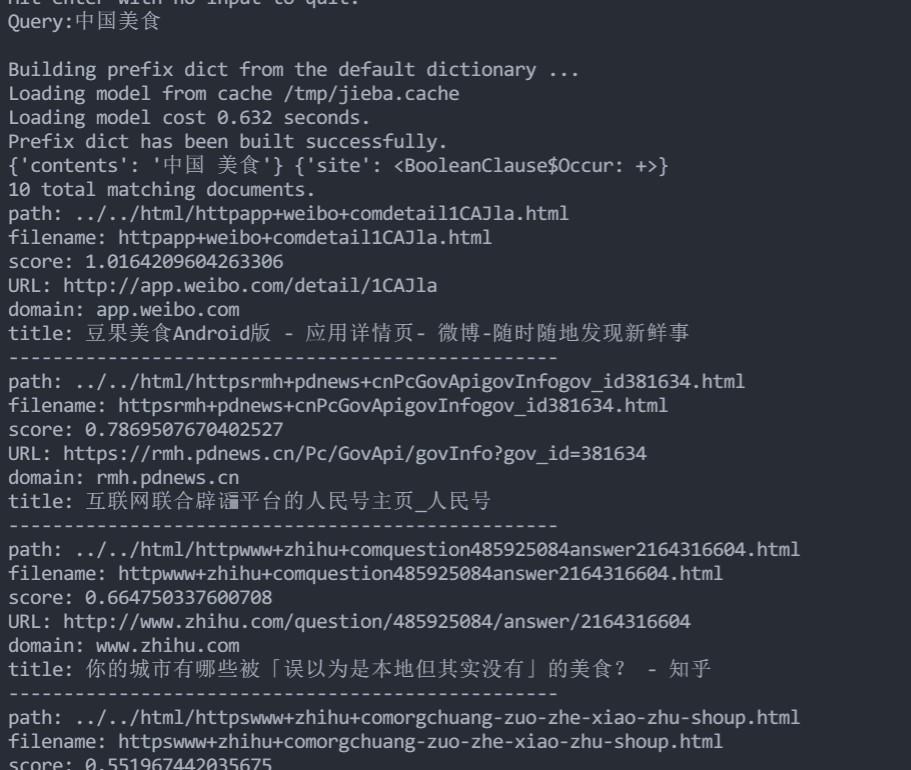 Hit enter with no input to quit.
Query:中国美食
Building prefix dict from the default dictionary ...
Loading model from cache /tmp/jieba.cache
Loading model cost 0.632 seconds.
Prefix dict has been built successfully.
{'contents': '中国 美食'} {'site': <BooleanClause$Occur: +>}
10 total matching documents.
path: ../../html/httpapp+weibo+comdetail1CAJla.html
filename: httpapp+weibo+comdetail1CAJla.html
score: 1.0164209604263306
URL: http://app.weibo.com/detail/1CAJla
domain: app.weibo.com
title: 豆果美食Android版 - 应用详情页- 微博-随时随地发现新鲜事
--------------------------------------------------
path: ../../html/httpsrmh+pdnews+cnPcGovApigovInfogov_id381634.html
filename: httpsrmh+pdnews+cnPcGovApigovInfogov_id381634.html
score: 0.7869507670402527
URL: https://rmh.pdnews.cn/Pc/GovApi/govInfo?gov_id=381634
domain: rmh.pdnews.cn
title: 互联网联合辟谣平台的人民号主页_人民号
--------------------------------------------------
path: ../../html/httpwww+zhihu+comquestion485925084answer2164316604.html
filename: httpwww+zhihu+comquestion485925084answer2164316604.html
score: 0.664750337600708
URL: http://www.zhihu.com/question/485925084/answer/2164316604
domain: www.zhihu.com
title: 你的城市有哪些被「误以为是本地但其实没有」的美食? - 知乎
--------------------------------------------------
path: ../../html/httpswww+zhihu+comorgchuang-zuo-zhe-xiao-zhu-shoup.html
filename: httpswww+zhihu+comorgchuang-zuo-zhe-xiao-zhu-shoup.html
score: 0.551967442035675